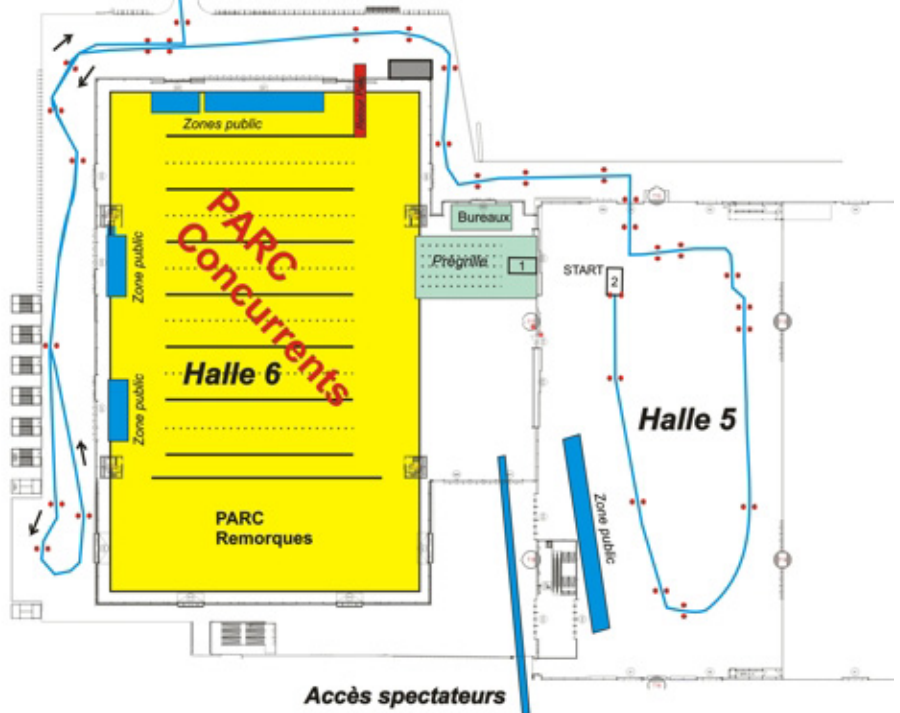 Zones public
PARC
Concurrents
Bureaux
Prégrille
1
START
2
Zone public
Halle 6
Halle 5
Zone public
Zone public
PARC
Remorques
Accès spectateurs